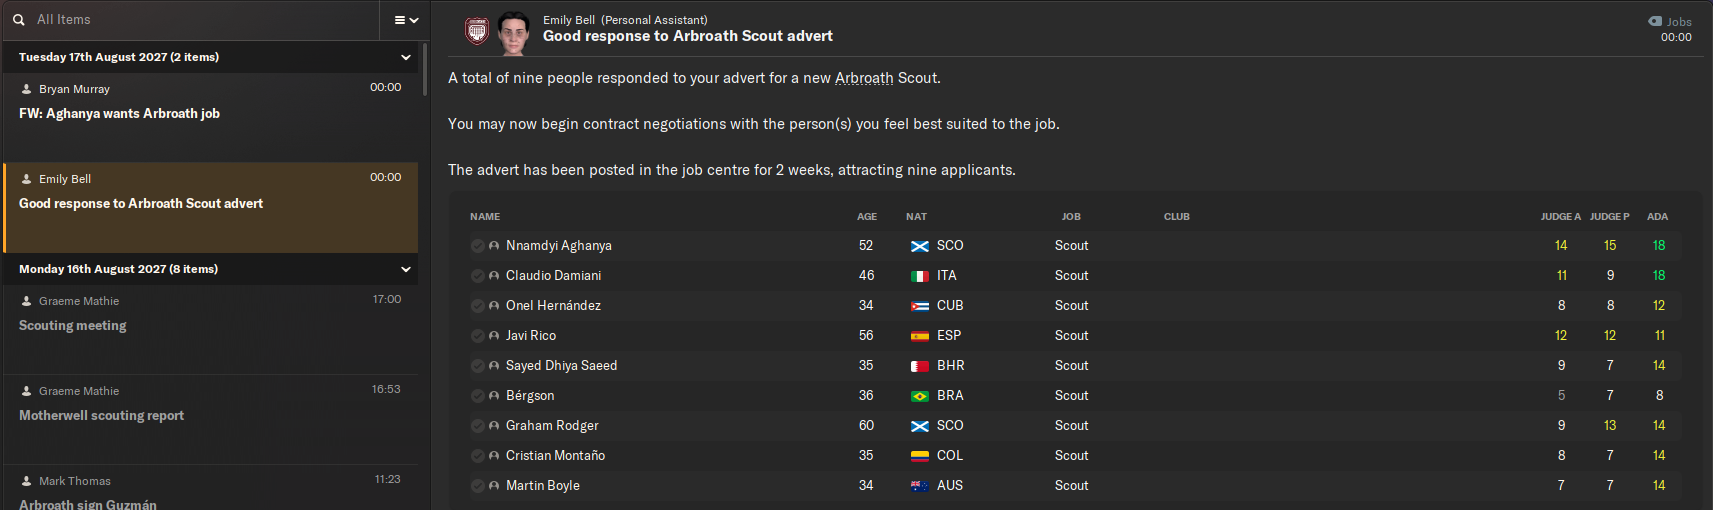 All Items
Tuesday 17th August 2027 (2 items)
Bryan Murray 00:00
FW: Aghanya wants Arbroath job
Emily Bell 00:00
Good response to Arbroath Scout advert
Monday 16th August 2027 (8 items)
Graeme Mathie 17:00
Scouting meeting
Graeme Mathie 16:53
Motherwell scouting report
Mark Thomas 11:23
Arbroath sign Guzmán
Emily Bell (Personal Assistant)
Good response to Arbroath Scout advert
Jobs
00:00
A total of nine people responded to your advert for a new Arbroath Scout.
You may now begin contract negotiations with the person(s) you feel best suited to the job.
The advert has been posted in the job centre for 2 weeks, attracting nine applicants.
NAME AGE NAT JOB CLUB JUDGE A JUDGE P ADA
Nnamdyi Aghanya 52 SCO Scout 14 15 18
Claudio Damiani 46 ITA Scout 11 9 18
Onel Hernández 34 CUB Scout 8 8 12
Javi Rico 56 ESP Scout 12 12 11
Sayed Dhiya Saeed 35 BHR Scout 9 7 14
Bérgson 36 BRA Scout 5 7 8
Graham Rodger 60 SCO Scout 9 13 14
Cristian Montaño 35 COL Scout 8 7 14
Martin Boyle 34 AUS Scout 7 7 14